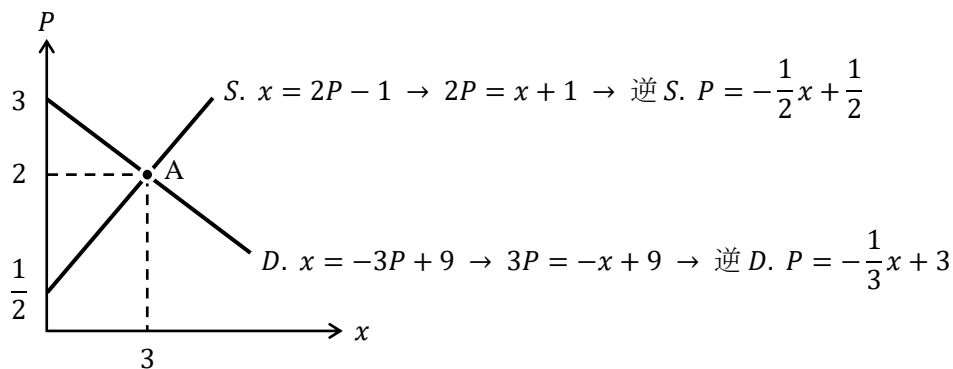 P
3
S. x = 2P − 1 → 2P = x + 1 → 逆 S. P = −1/2 x + 1/2
2
A
D. x = −3P + 9 → 3P = −x + 9 → 逆 D. P = −1/3 x + 3
1/2
x
3